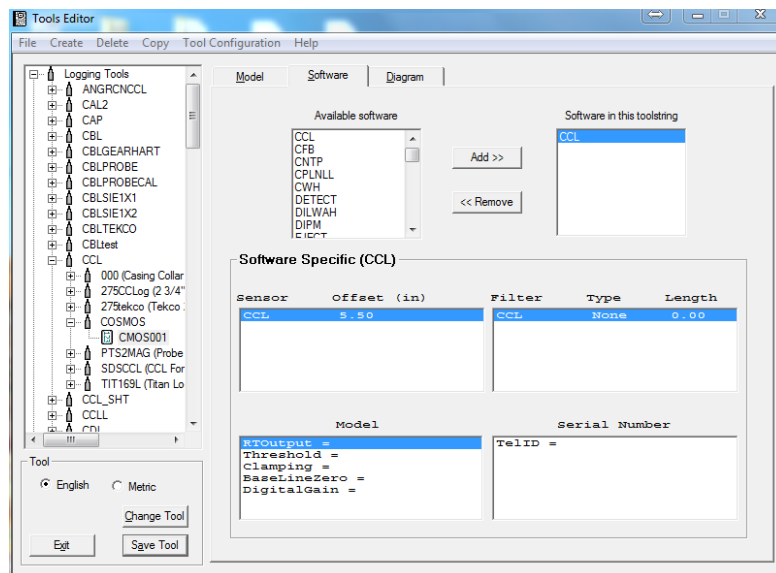 Tools Editor
File Create Delete Copy Tool Configuration Help
Logging Tools
ANGRCNCCL
CAL2
CAP
CBL
CBLGEARHART
CBLPROBE
CBLPROBECAL
CBLSIE1X1
CBLSIE1X2
CBLTEKCO
CBLtest
CCL
000 (Casing Collar
275CCLog (2 3/4"
275tekco (Tekco
COSMOS
CMOS001
PTS2MAG (Probe
SDSCCL (CCL For
TIT169L (Titan Lo
CCL_SHT
CCLL
CDL
Tool
English Metric
Change Tool
Exit Save Tool
Model Software Diagram
Available software
CCL
CFB
CNTP
CPLNLL
CWH
DETECT
DILWAH
DIPM
EJECT
Add >>
<< Remove
Software in this toolstring
CCL
Software Specific (CCL)
Sensor Offset (in)
CCL 5.50
Filter Type Length
CCL None 0.00
Model
RTOutput =
Threshold =
Clamping =
BaseLineZero =
DigitalGain =
Serial Number
TelID =